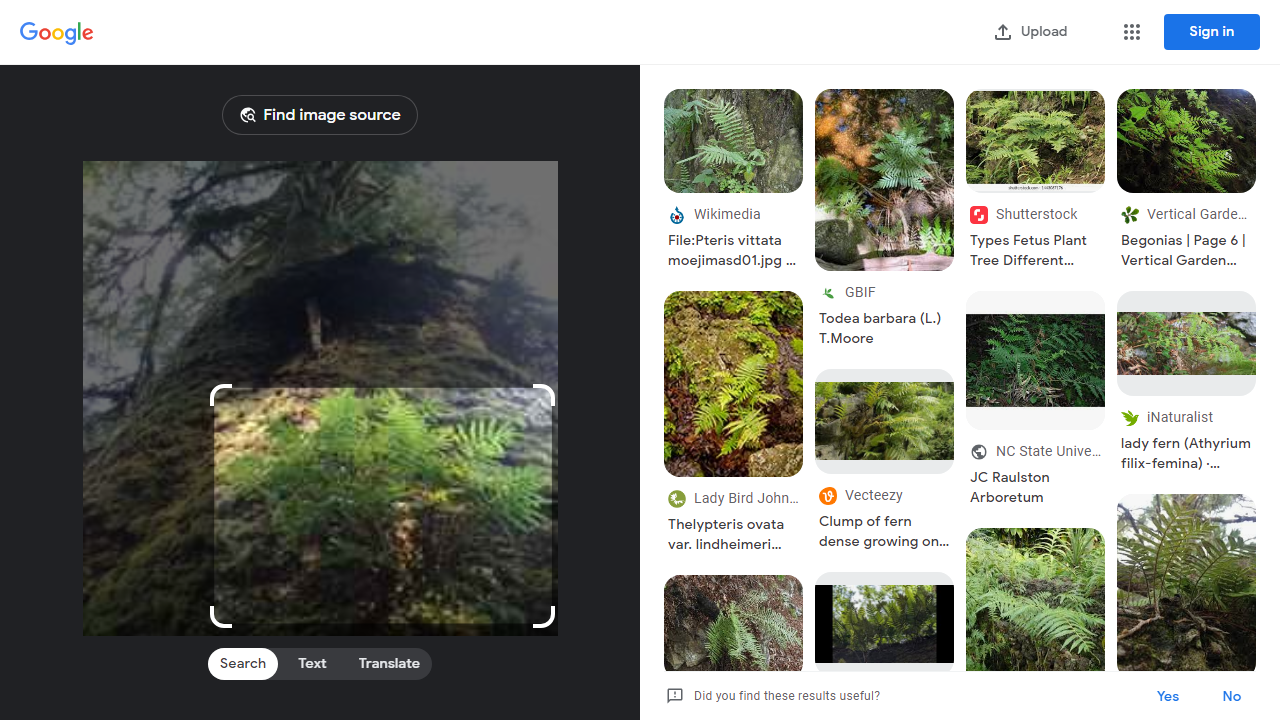 Google
Upload
Sign in
Find image source
Search
Text
Translate
Wikimedia
File:Pteris vittata
moejimasd01.jpg ...
GBIF
Todea barbara (L.)
T.Moore
Shutterstock
Types Fetus Plant
Tree Different...
Vertical Garde...
Begonias | Page 6 |
Vertical Garden...
Lady Bird John...
Thelypteris ovata
var. lindheimeri...
Vecteezy
Clump of fern
dense growing on...
NC State Unive...
JC Raulston
Arboretum
iNaturalist
lady fern (Athyrium
filix-femina) ·...
Did you find these results useful?
Yes
No